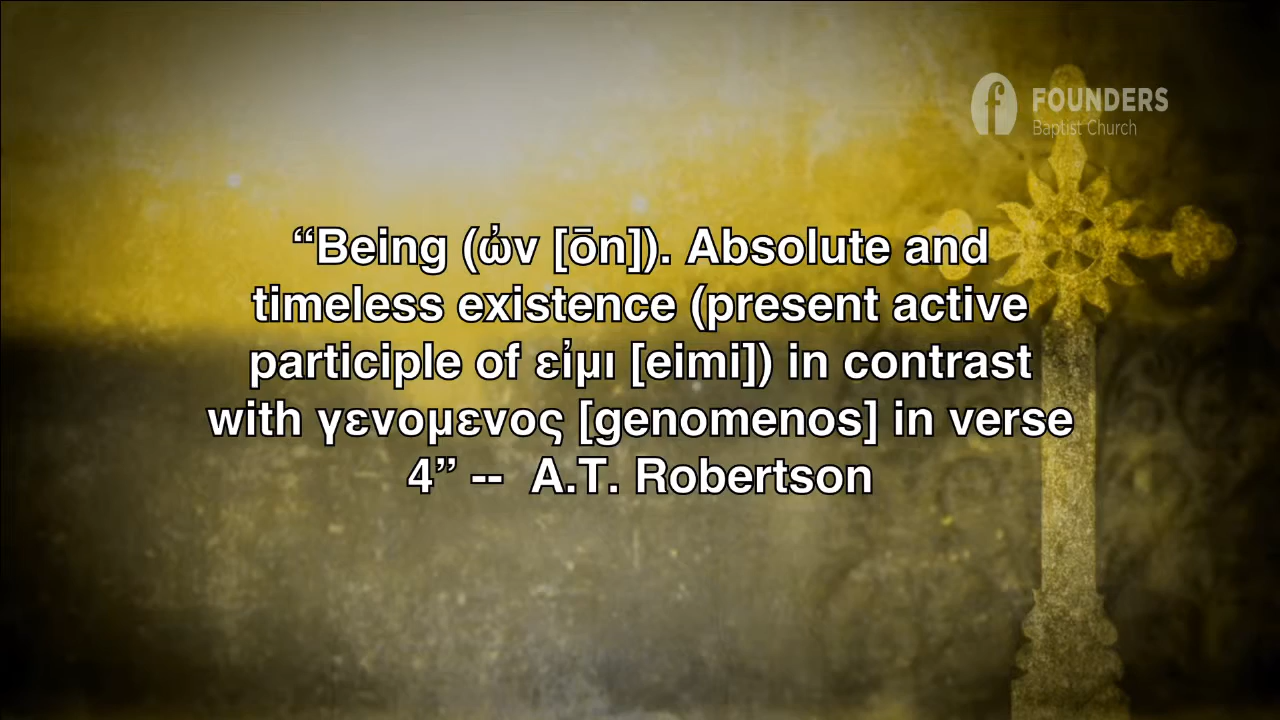 FOUNDERS
Baptist Church
“Being (ὠν [ōn]). Absolute and
timeless existence (present active
participle of εἰμι [eimi]) in contrast
with γενομενος [genomenos] in verse
4” -- A.T. Robertson